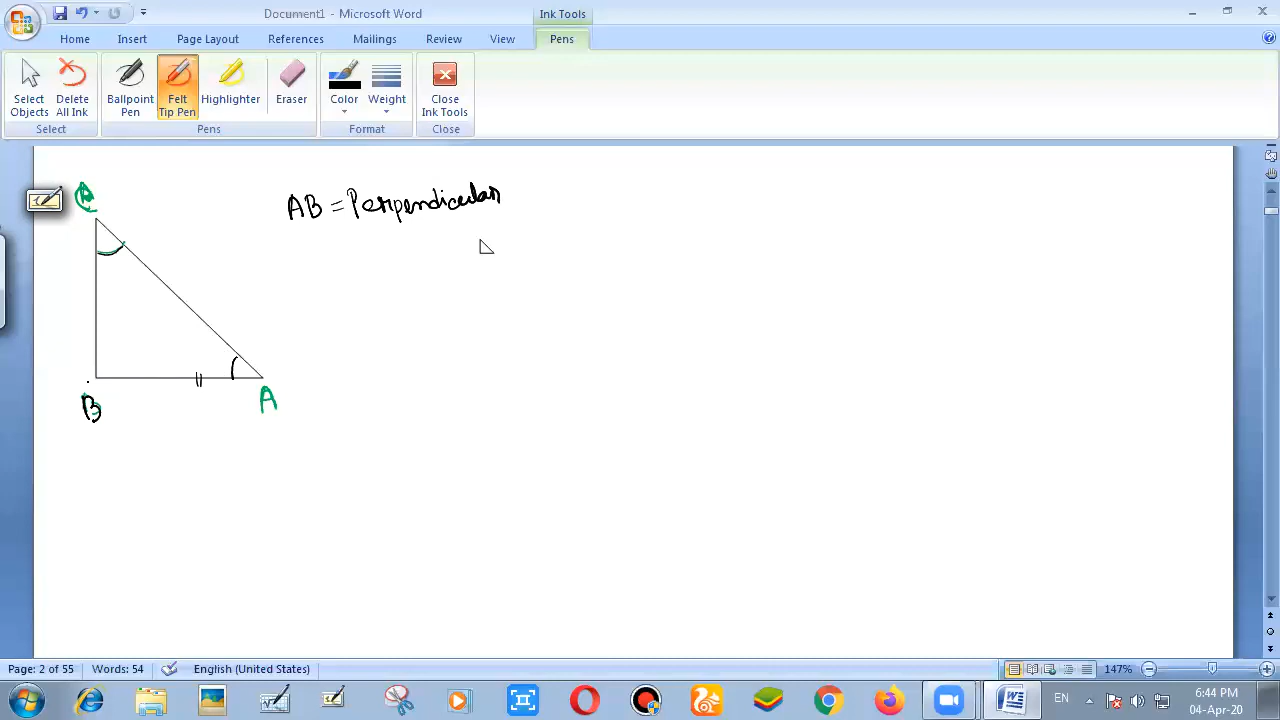 Document1 - Microsoft Word
Ink Tools
Home Insert Page Layout References Mailings Review View Pens
Select Objects
Delete All Ink
Ballpoint Pen
Felt Tip Pen
Highlighter
Eraser
Color
Weight
Close Ink Tools
Select Pens Format Close
AB = Perpendicular
B
A
Page: 2 of 55 Words: 54 English (United States) 147%
EN 6:44 PM
04-Apr-20